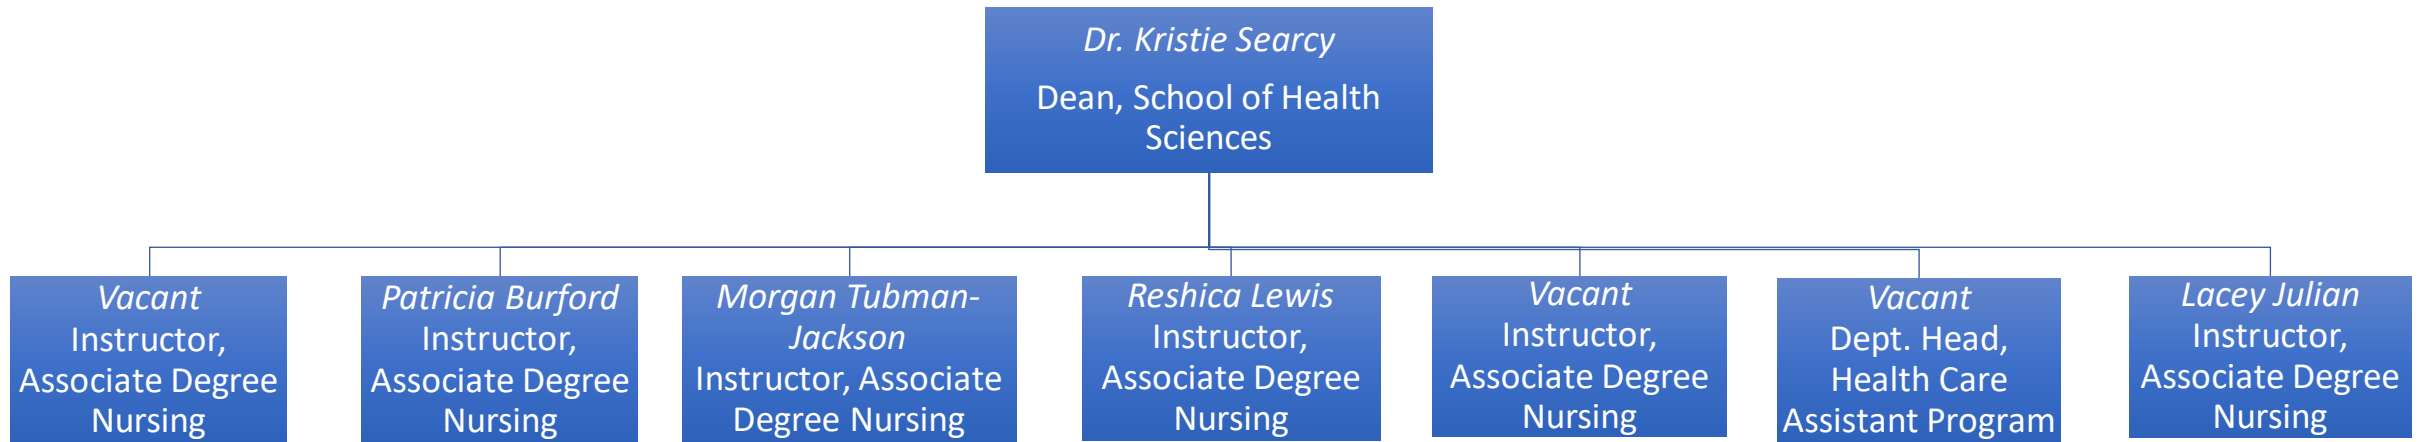 Dr. Kristie Searcy
Dean, School of Health
Sciences
Vacant
Instructor,
Associate Degree
Nursing
Patricia Burford
Instructor,
Associate Degree
Nursing
Morgan Tubman-
Jackson
Instructor, Associate
Degree Nursing
Reshica Lewis
Instructor,
Associate Degree
Nursing
Vacant
Instructor,
Associate Degree
Nursing
Vacant
Dept. Head,
Health Care
Assistant Program
Lacey Julian
Instructor,
Associate Degree
Nursing